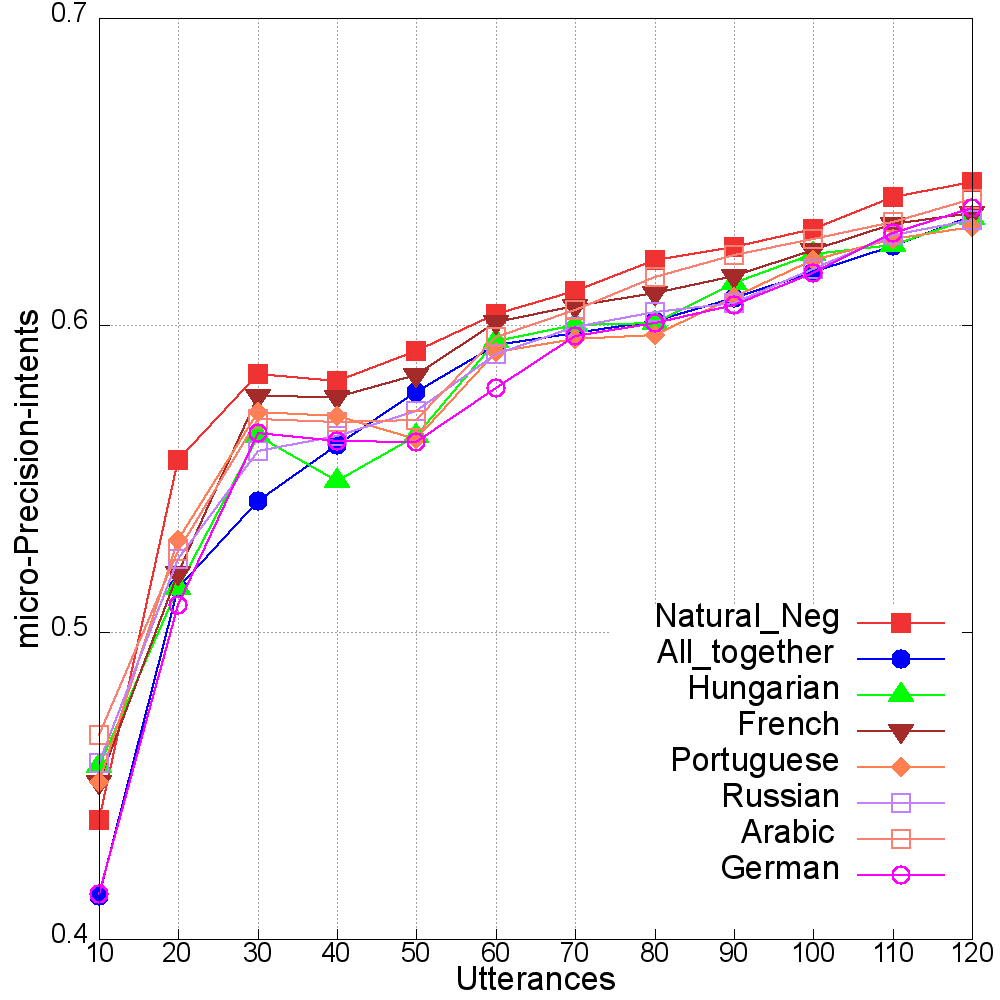 0.7
0.6
0.5
0.4
micro-Precision-intents
Natural_Neg
All_together
Hungarian
French
Portuguese
Russian
Arabic
German
10 20 30 40 50 60 70 80 90 100 110 120
Utterances